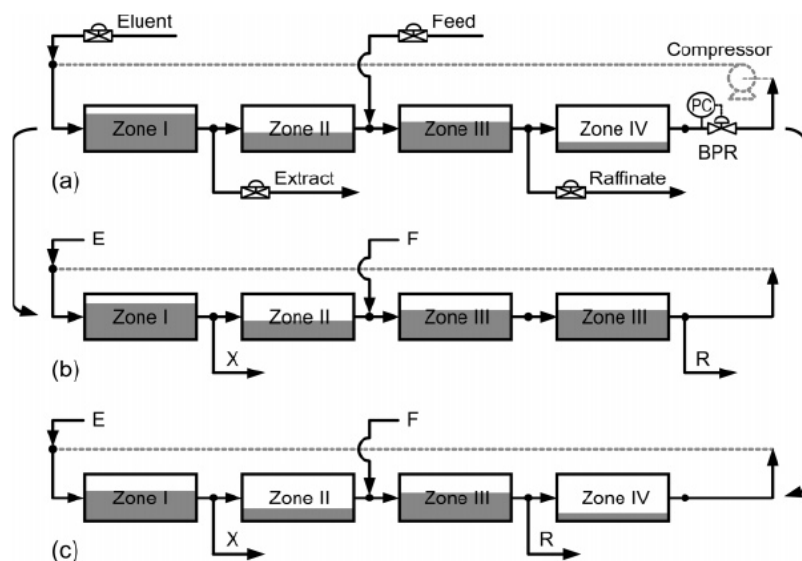 Eluent
Feed
Compressor
Zone I
Zone II
Zone III
Zone IV
PC
BPR
(a)
Extract
Raffinate
E
F
Zone I
Zone II
Zone III
Zone III
(b)
X
R
E
F
Zone I
Zone II
Zone III
Zone IV
(c)
X
R